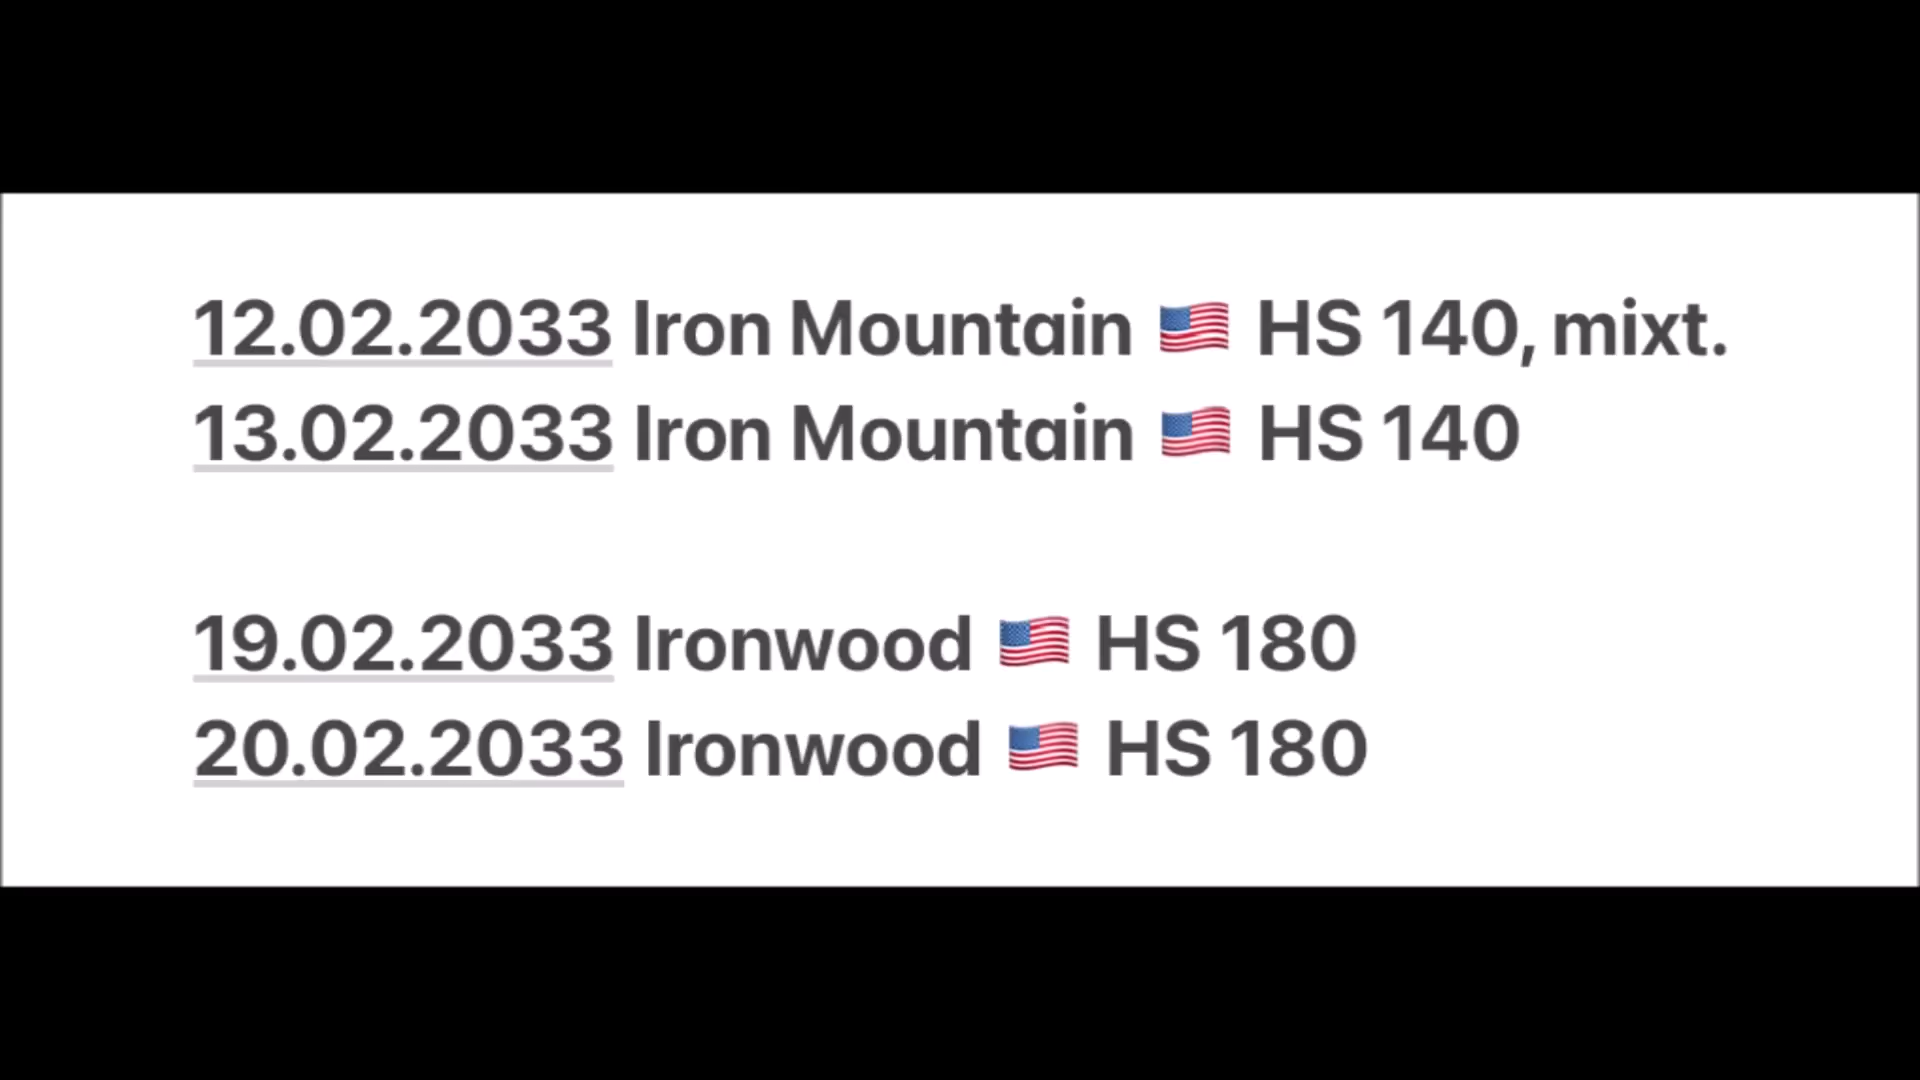 12.02.2033 Iron Mountain 🇺🇸 HS 140, mixt.
13.02.2033 Iron Mountain 🇺🇸 HS 140
19.02.2033 Ironwood 🇺🇸 HS 180
20.02.2033 Ironwood 🇺🇸 HS 180